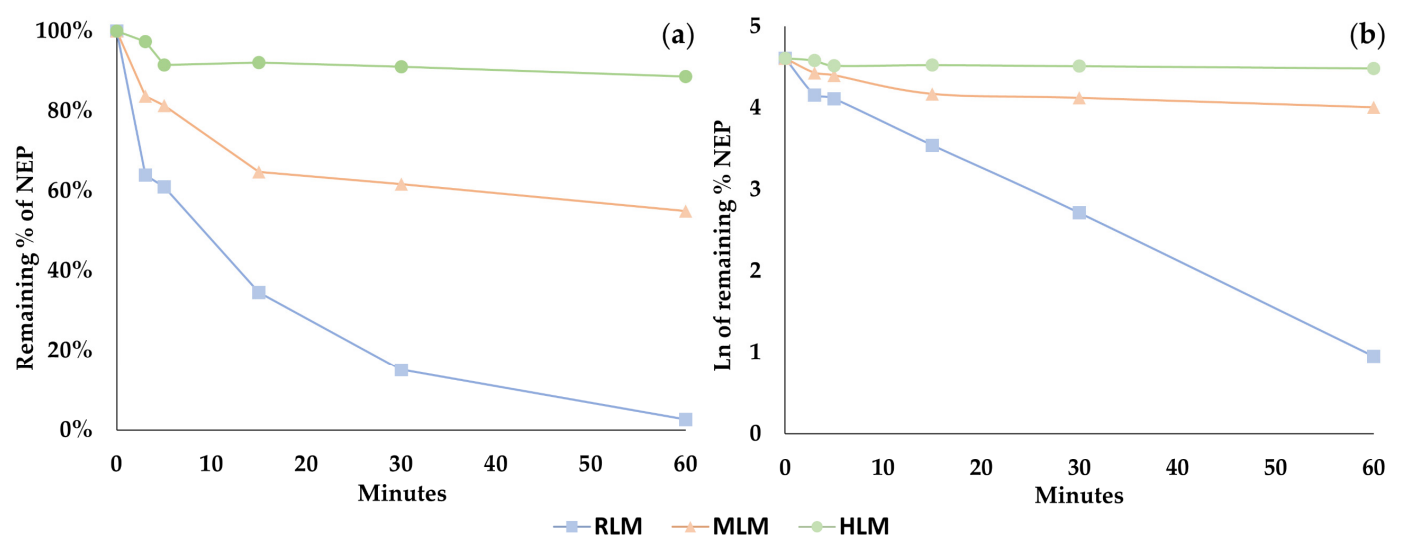 (a)
Remaining % of NEP
100%
80%
60%
40%
20%
0%
0 10 20 30 40 50 60
Minutes
(b)
Ln of remaining % NEP
5
4
3
2
1
0
0 10 20 30 40 50 60
Minutes
RLM MLM HLM